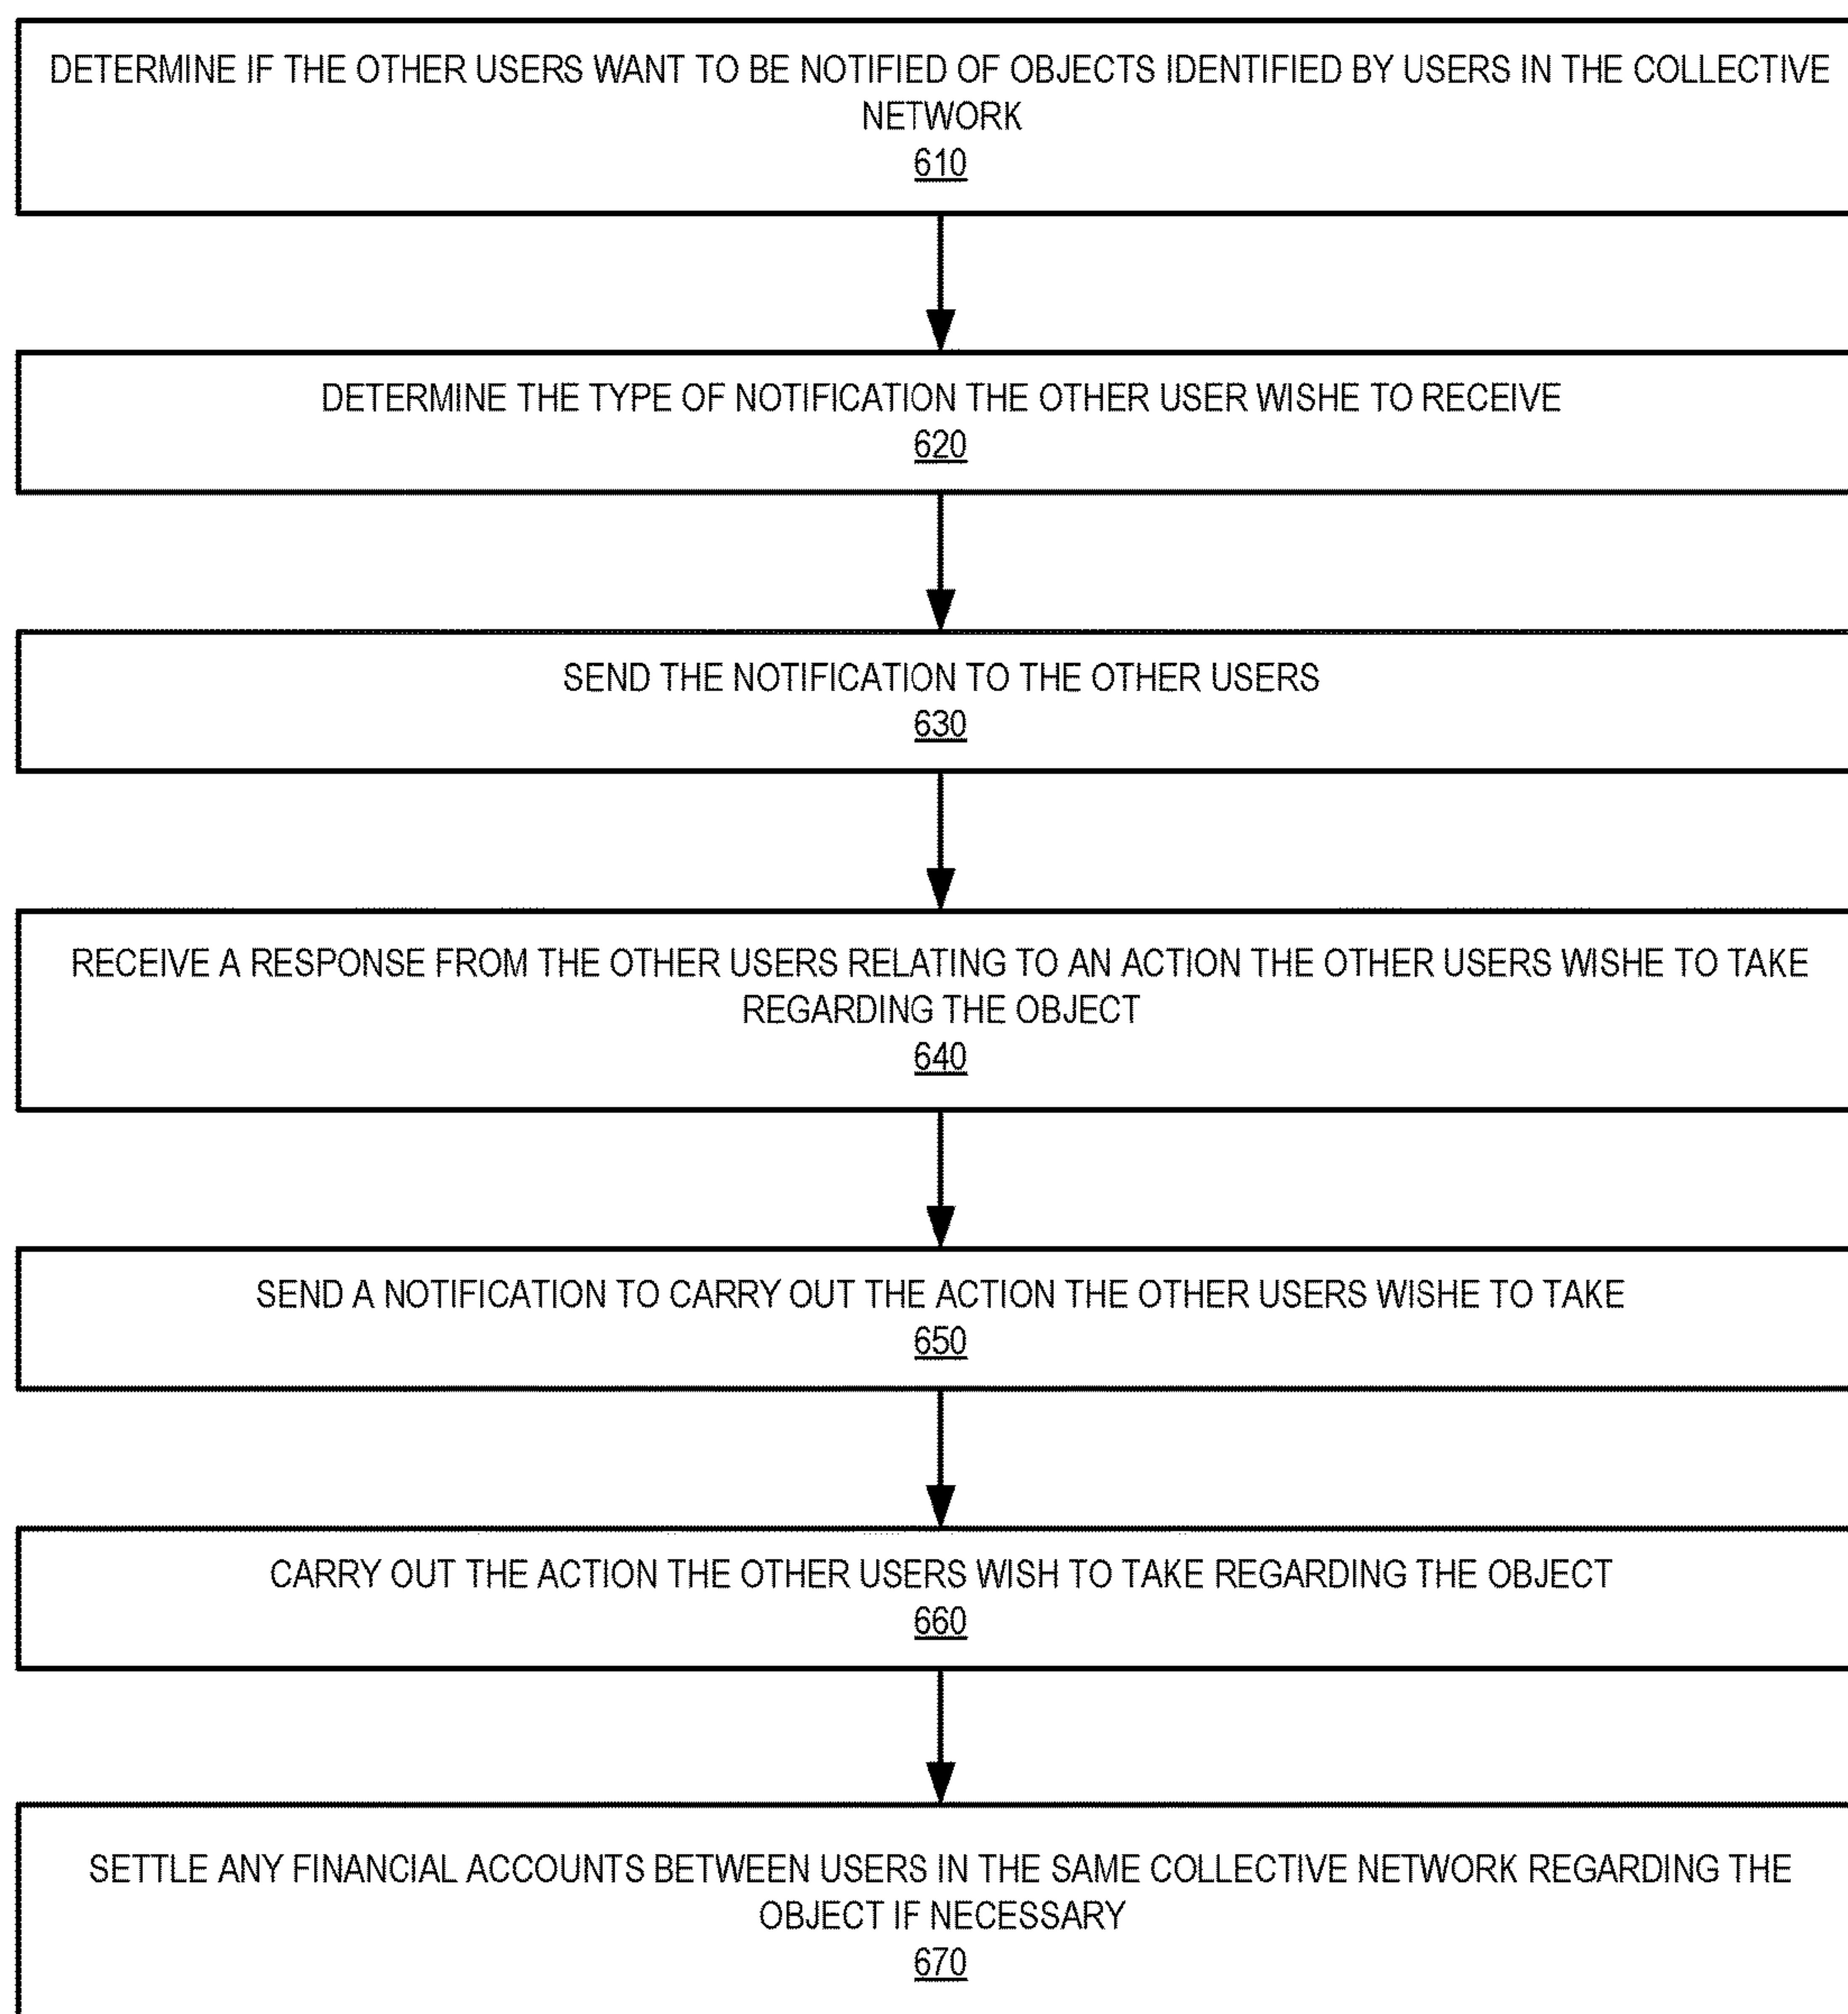 DETERMINE IF THE OTHER USERS WANT TO BE NOTIFIED OF OBJECTS IDENTIFIED BY USERS IN THE COLLECTIVE
NETWORK
610
DETERMINE THE TYPE OF NOTIFICATION THE OTHER USER WISHE TO RECEIVE
620
SEND THE NOTIFICATION TO THE OTHER USERS
630
RECEIVE A RESPONSE FROM THE OTHER USERS RELATING TO AN ACTION THE OTHER USERS WISHE TO TAKE
REGARDING THE OBJECT
640
SEND A NOTIFICATION TO CARRY OUT THE ACTION THE OTHER USERS WISHE TO TAKE
650
CARRY OUT THE ACTION THE OTHER USERS WISH TO TAKE REGARDING THE OBJECT
660
SETTLE ANY FINANCIAL ACCOUNTS BETWEEN USERS IN THE SAME COLLECTIVE NETWORK REGARDING THE
OBJECT IF NECESSARY
670